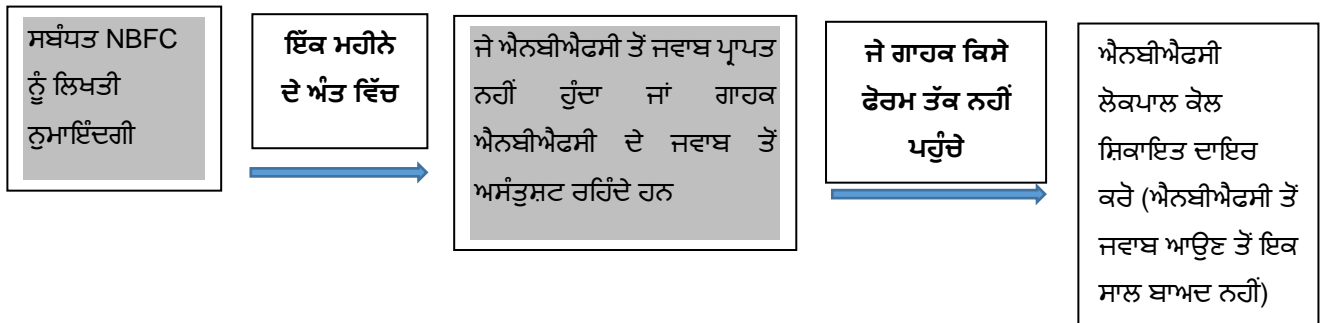 ਸਬੰਧਤ NBFC
ਨੂੰ ਲਿਖਤੀ
ਨੁਮਾਇੰਦਗੀ
ਇੱਕ ਮਹੀਨੇ
ਦੇ ਅੰਤ ਵਿੱਚ
ਜੇ ਐਨਬੀਐਫਸੀ ਤੋਂ ਜਵਾਬ ਪ੍ਰਾਪਤ
ਨਹੀਂ ਹੁੰਦਾ ਜਾਂ ਗਾਹਕ
ਐਨਬੀਐਫਸੀ ਦੇ ਜਵਾਬ ਤੋਂ
ਅਸੰਤੁਸ਼ਟ ਰਹਿੰਦੇ ਹਨ
ਜੇ ਗਾਹਕ ਕਿਸੇ
ਫੋਰਮ ਤੱਕ ਨਹੀਂ
ਪਹੁੰਚੇ
ਐਨਬੀਐਫਸੀ
ਲੋਕਪਾਲ ਕੋਲ
ਸ਼ਿਕਾਇਤ ਦਾਇਰ
ਕਰੋ (ਐਨਬੀਐਫਸੀ ਤੋਂ
ਜਵਾਬ ਆਉਣ ਤੋਂ ਇਕ
ਸਾਲ ਬਾਅਦ ਨਹੀਂ)